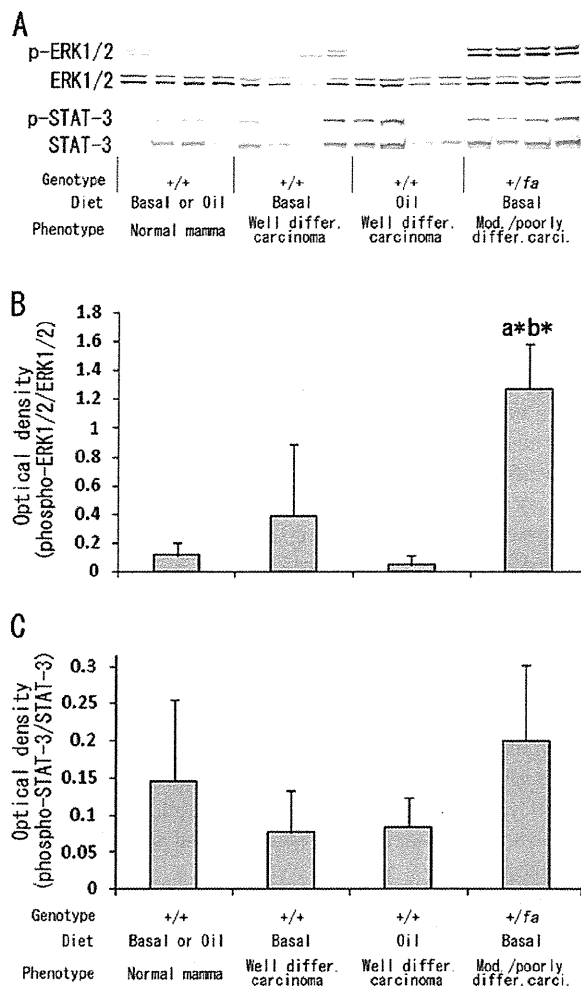 A
p-ERK1/2
ERK1/2
p-STAT-3
STAT-3
Genotype +/+ +/+ +/+ +/fa
Diet Basal or Oil Basal Oil Basal
Phenotype Normal mamma Well differ. carcinoma Well differ. carcinoma Mod./poorly differ. carci.
B
Optical density
(phospho-ERK1/2/ERK1/2)
1.8
1.6
1.4
1.2
1
0.8
0.6
0.4
0.2
0
a*b*
C
Optical density
(phospho-STAT-3/STAT-3)
0.3
0.25
0.2
0.15
0.1
0.05
0
Genotype +/+ +/+ +/+ +/fa
Diet Basal or Oil Basal Oil Basal
Phenotype Normal mamma Well differ. carcinoma Well differ. carcinoma Mod./poorly differ. carci.